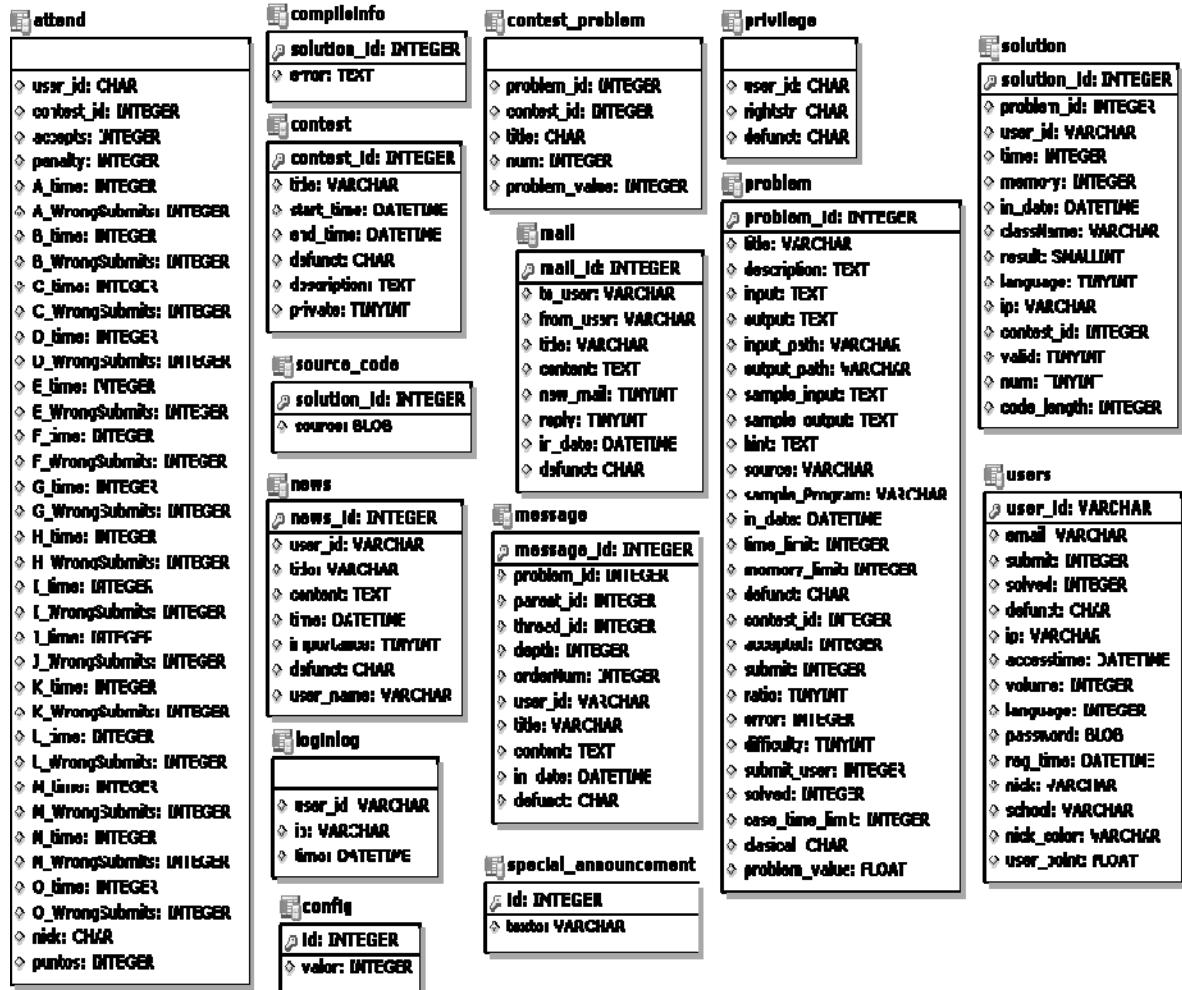 attend
user_id: CHAR
contest_id: INTEGER
accepts: INTEGER
penalty: INTEGER
A_time: INTEGER
A_WrongSubmits: INTEGER
B_time: INTEGER
B_WrongSubmits: INTEGER
C_time: INTEGER
C_WrongSubmits: INTEGER
D_time: INTEGER
D_WrongSubmits: INTEGER
E_time: INTEGER
E_WrongSubmits: INTEGER
F_time: INTEGER
F_WrongSubmits: INTEGER
G_time: INTEGER
G_WrongSubmits: INTEGER
H_time: INTEGER
H_WrongSubmits: INTEGER
I_time: INTEGER
I_WrongSubmits: INTEGER
J_time: INTEGER
J_WrongSubmits: INTEGER
K_time: INTEGER
K_WrongSubmits: INTEGER
L_time: INTEGER
L_WrongSubmits: INTEGER
M_time: INTEGER
M_WrongSubmits: INTEGER
N_time: INTEGER
N_WrongSubmits: INTEGER
O_time: INTEGER
O_WrongSubmits: INTEGER
nick: CHAR
puntos: INTEGER
compileinfo
solution_id: INTEGER
error: TEXT
contest
contest_id: INTEGER
title: VARCHAR
start_time: DATETIME
end_time: DATETIME
defunct: CHAR
description: TEXT
private: TINYINT
source_code
solution_id: INTEGER
source: BLOB
news
news_id: INTEGER
user_id: VARCHAR
title: VARCHAR
content: TEXT
time: DATETIME
importance: TINYINT
defunct: CHAR
user_name: VARCHAR
loginlog
user_id VARCHAR
ip: VARCHAR
time: DATETIME
config
id: INTEGER
valor: INTEGER
contest_problem
problem_id: INTEGER
contest_id: INTEGER
title: CHAR
num: INTEGER
problem_value: INTEGER
mail
mail_id: INTEGER
to_user: VARCHAR
from_user: VARCHAR
title: VARCHAR
content: TEXT
new_mail: TINYINT
reply: TINYINT
in_date: DATETIME
defunct: CHAR
message
message_id: INTEGER
problem_id: INTEGER
parent_id: INTEGER
thread_id: INTEGER
depth: INTEGER
orderNum: INTEGER
user_id: VARCHAR
title: VARCHAR
content: TEXT
in_date: DATETIME
defunct: CHAR
special_announcement
id: INTEGER
texto: VARCHAR
privilege
user_id: CHAR
rightstr CHAR
defunct: CHAR
problem
problem_id: INTEGER
title: VARCHAR
description: TEXT
input: TEXT
output: TEXT
input_path: VARCHAR
output_path: VARCHAR
sample_input: TEXT
sample_output: TEXT
hint: TEXT
source: VARCHAR
sample_Program: VARCHAR
in_date: DATETIME
time_limit: INTEGER
memory_limit: INTEGER
defunct: CHAR
contest_id: INTEGER
accepted: INTEGER
submit: INTEGER
ratio: TINYINT
error: INTEGER
difficulty: TINYINT
submit_user: INTEGER
solved: INTEGER
case_time_limit: INTEGER
clasical CHAR
problem_value: FLOAT
solution
solution_id: INTEGER
problem_id: INTEGER
user_id: VARCHAR
time: INTEGER
memory: INTEGER
in_date: DATETIME
className: VARCHAR
result: SMALLINT
language: TINYINT
ip: VARCHAR
contest_id: INTEGER
valid: TINYINT
num: TINYINT
code_length: INTEGER
users
user_id: VARCHAR
email VARCHAR
submit: INTEGER
solved: INTEGER
defunct: CHAR
ip: VARCHAR
accesstime: DATETIME
volume: INTEGER
language: INTEGER
password: BLOB
reg_time: DATETIME
nick: VARCHAR
school: VARCHAR
nick_color: VARCHAR
user_point: FLOAT